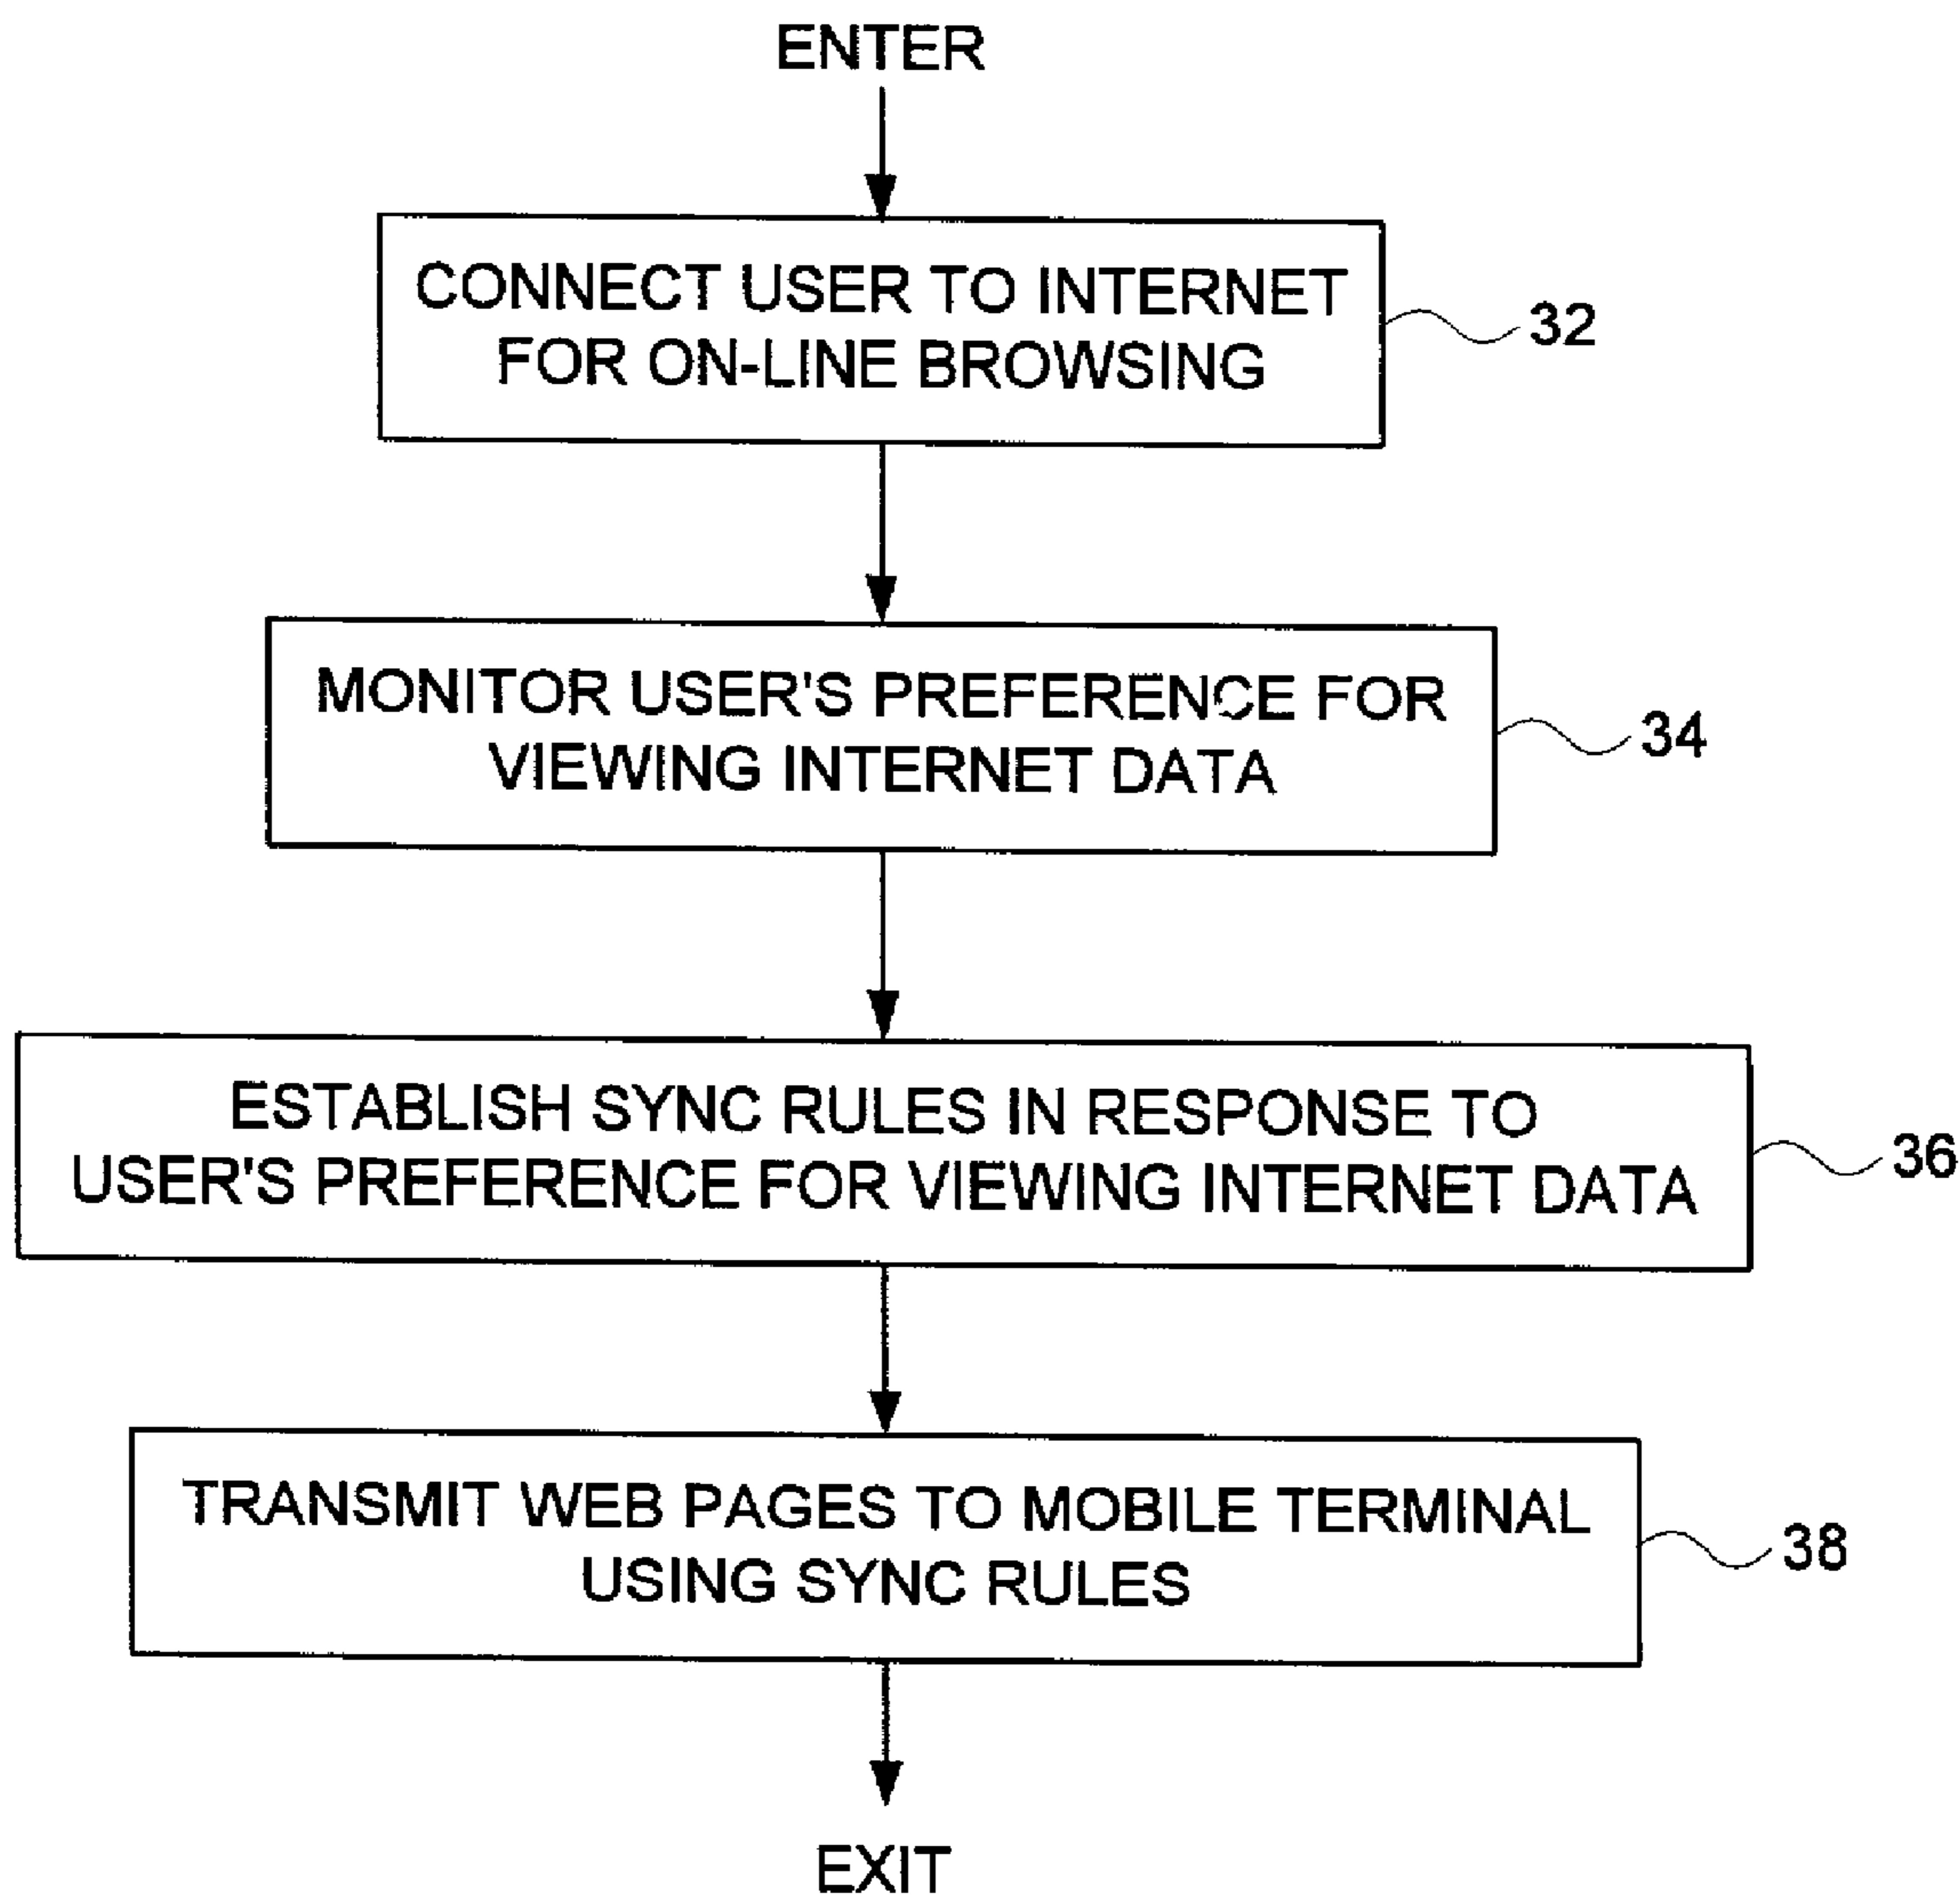 ENTER
CONNECT USER TO INTERNET
FOR ON-LINE BROWSING
32
MONITOR USER'S PREFERENCE FOR
VIEWING INTERNET DATA
34
ESTABLISH SYNC RULES IN RESPONSE TO
USER'S PREFERENCE FOR VIEWING INTERNET DATA
36
TRANSMIT WEB PAGES TO MOBILE TERMINAL
USING SYNC RULES
38
EXIT